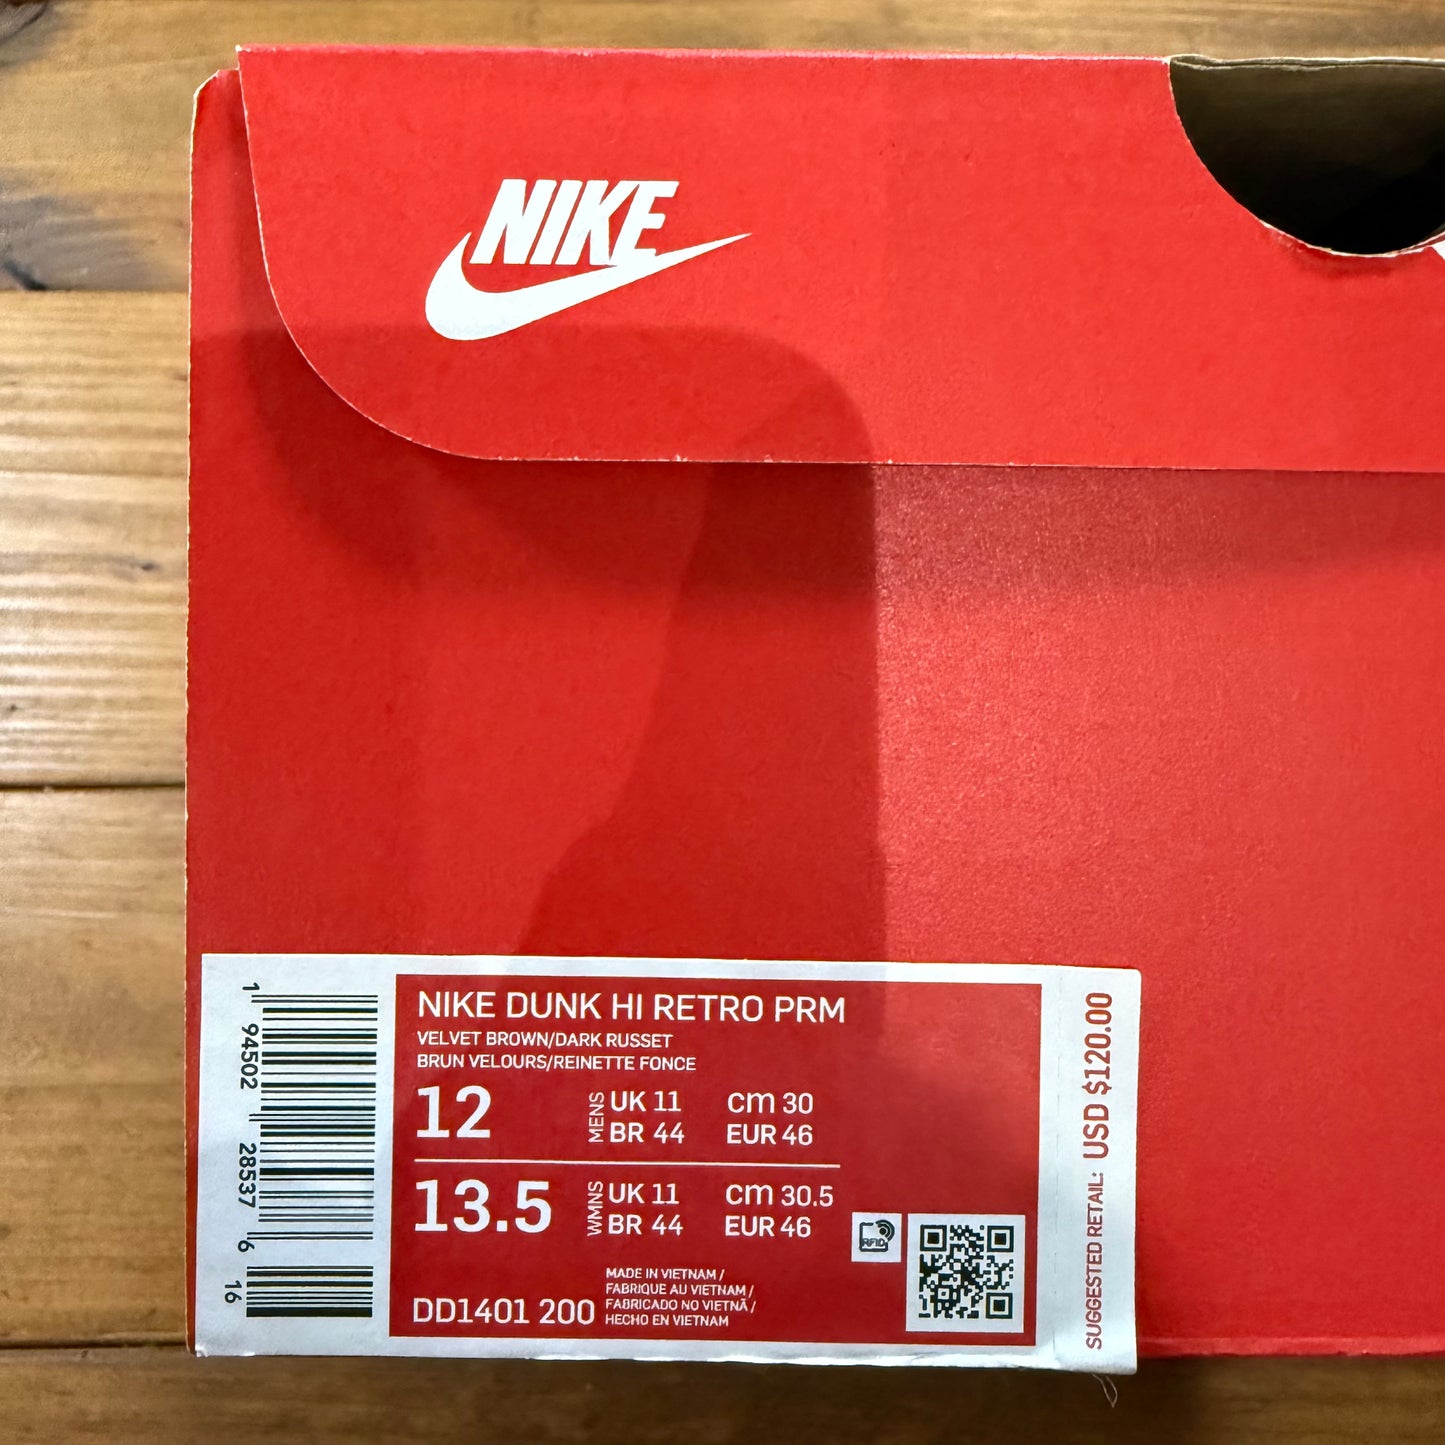 NIKE
NIKE DUNK HI RETRO PRM
VELVET BROWN/DARK RUSSET
BRUN VELOURS/REINETTE FONCE
12
MENS
UK 11
cm 30
BR 44
EUR 46
13.5
WMNS
UK 11
cm 30.5
BR 44
EUR 46
RFID
MADE IN VIETNAM /
FABRIQUE AU VIETNAM /
FABRICADO NO VIETNÃ /
HECHO EN VIETNAM
DD1401 200
1 94502 28537 6
16
SUGGESTED RETAIL: USD $120.00